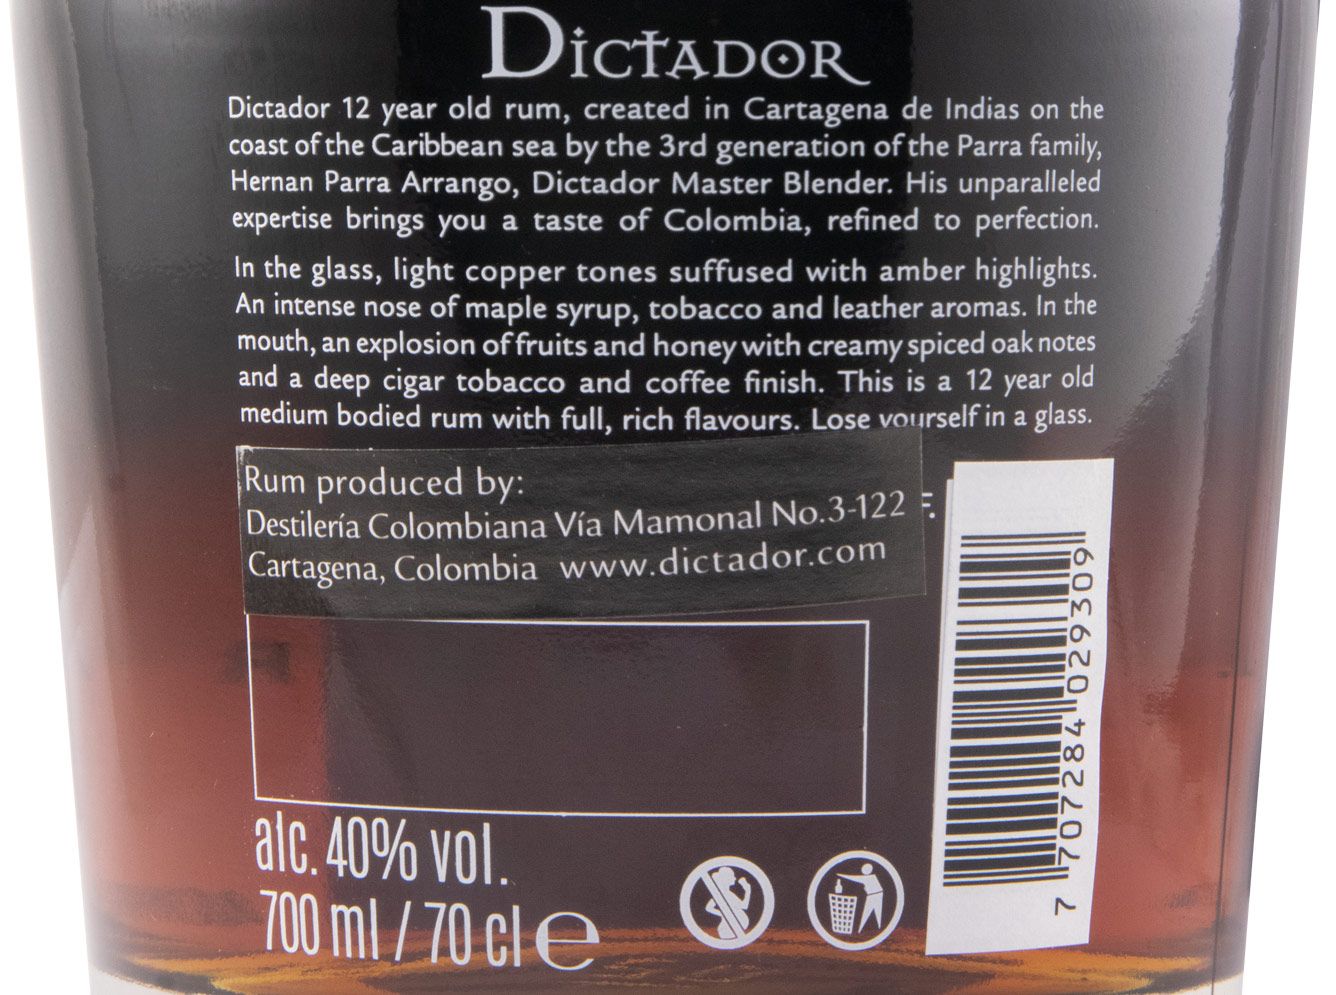 DICTADOR
Dictador 12 year old rum, created in Cartagena de Indias on the
coast of the Caribbean sea by the 3rd generation of the Parra family,
Hernan Parra Arrango, Dictador Master Blender. His unparalleled
expertise brings you a taste of Colombia, refined to perfection.
In the glass, light copper tones suffused with amber highlights.
An intense nose of maple syrup, tobacco and leather aromas. In the
mouth, an explosion of fruits and honey with creamy spiced oak notes
and a deep cigar tobacco and coffee finish. This is a 12 year old
medium bodied rum with full, rich flavours. Lose yourself in a glass.
Rum produced by:
Destilería Colombiana Vía Mamonal No.3-122
Cartagena, Colombia www.dictador.com
alc. 40% vol.
700 ml / 70 cl e
7 707284 029309